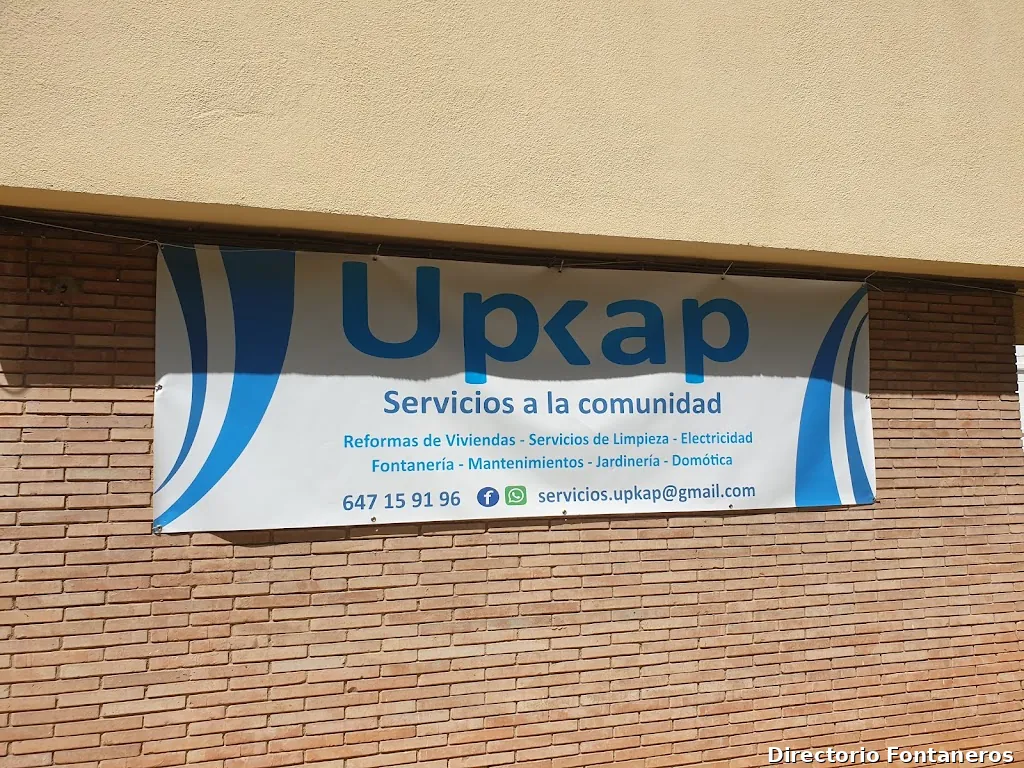 Upkap
Servicios a la comunidad
Reformas de Viviendas - Servicios de Limpieza - Electricidad
Fontanería - Mantenimientos - Jardinería - Domótica
647 15 91 96 f servicios.upkap@gmail.com
Directorio Fontaneros